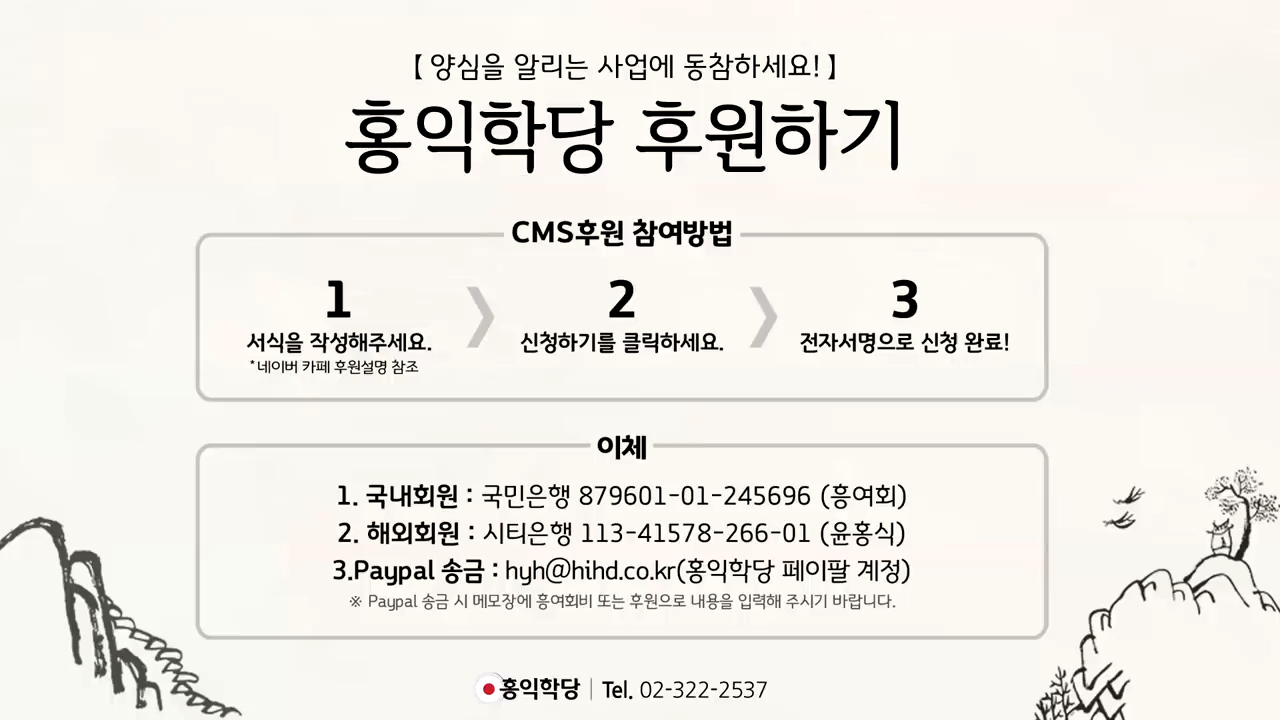 【 양심을 알리는 사업에 동참하세요! 】
홍익학당 후원하기
CMS후원 참여방법
1
서식을 작성해주세요.
*네이버 카페 후원설명 참조
2
신청하기를 클릭하세요.
3
전자서명으로 신청 완료!
이체
1. 국내회원 : 국민은행 879601-01-245696 (흥여회)
2. 해외회원 : 시티은행 113-41578-266-01 (윤홍식)
3.Paypal 송금 : hyh@hihd.co.kr(홍익학당 페이팔 계정)
※ Paypal 송금 시 메모장에 흥여회비 또는 후원으로 내용을 입력해 주시기 바랍니다.
홍익학당 | Tel. 02-322-2537